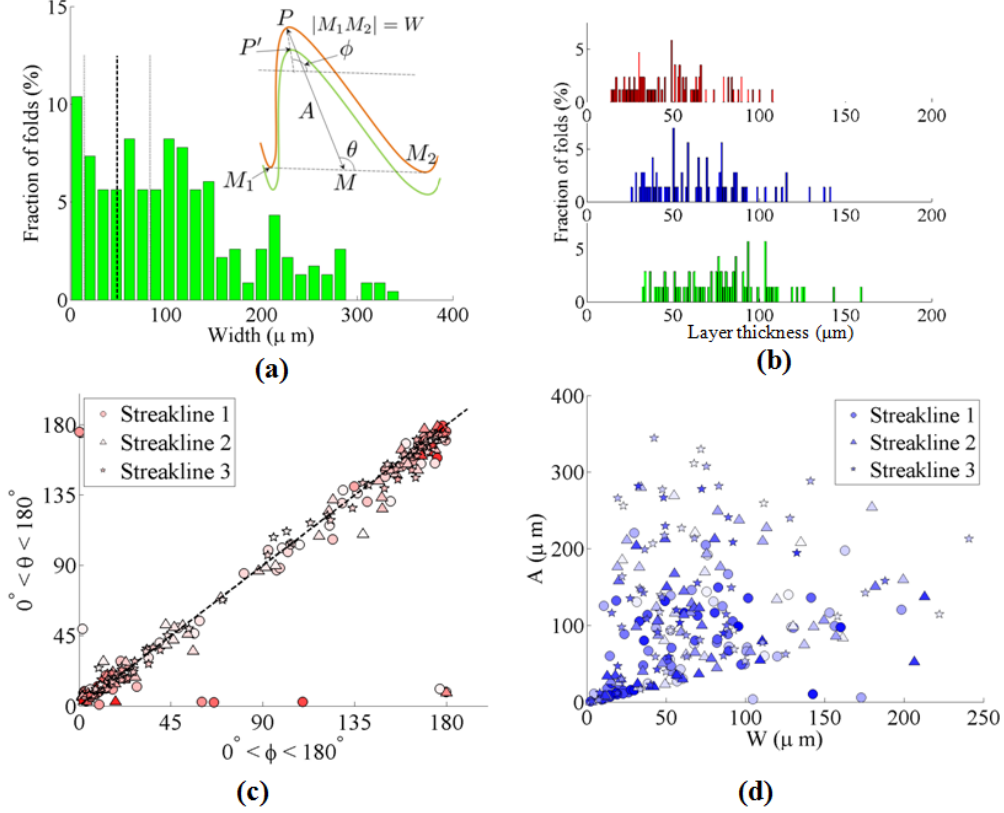 15
10
5
0
Fraction of folds (%)
0
100
200
300
400
Width (μ m)
P
|M₁M₂| = W
P′
ϕ
A
θ
M₁
M
M₂
(a)
5
0
0
50
100
150
200
5
0
0
50
100
150
200
5
0
0
50
100
150
200
Fraction of folds (%)
Layer thickness (μm)
(b)
180
135
90
45
0
0° < θ < 180°
Streakline 1
Streakline 2
Streakline 3
0
45
90
135
180
0° < ϕ < 180°
(c)
400
300
200
100
0
A (μ m)
Streakline 1
Streakline 2
Streakline 3
0
50
100
150
200
250
W (μ m)
(d)